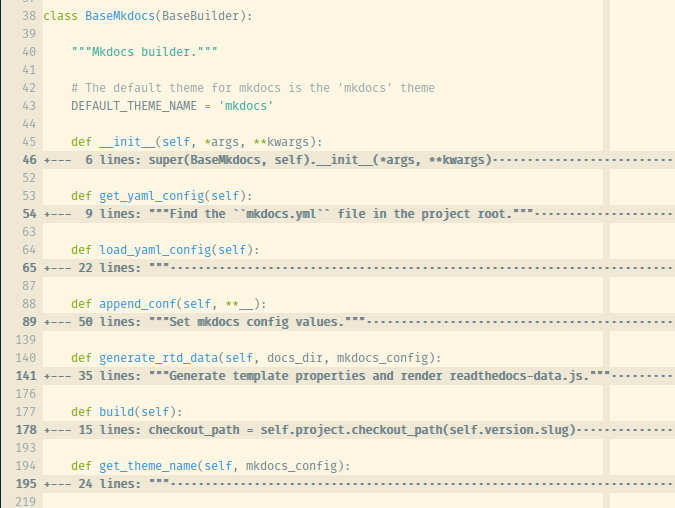 38 class BaseMkdocs(BaseBuilder):
39
40     """Mkdocs builder."""
41
42     # The default theme for mkdocs is the 'mkdocs' theme
43     DEFAULT_THEME_NAME = 'mkdocs'
44
45     def __init__(self, *args, **kwargs):
46 +---  6 lines: super(BaseMkdocs, self).__init__(*args, **kwargs)--------------------------
52
53     def get_yaml_config(self):
54 +---  9 lines: """Find the ``mkdocs.yml`` file in the project root."""--------------------
63
64     def load_yaml_config(self):
65 +--- 22 lines: """------------------------------------------------------------------------
87
88     def append_conf(self, **__):
89 +--- 50 lines: """Set mkdocs config values."""--------------------------------------------
139
140     def generate_rtd_data(self, docs_dir, mkdocs_config):
141 +--- 35 lines: """Generate template properties and render readthedocs-data.js."""---------
176
177     def build(self):
178 +--- 15 lines: checkout_path = self.project.checkout_path(self.version.slug)--------------
193
194     def get_theme_name(self, mkdocs_config):
195 +--- 24 lines: """------------------------------------------------------------------------
219